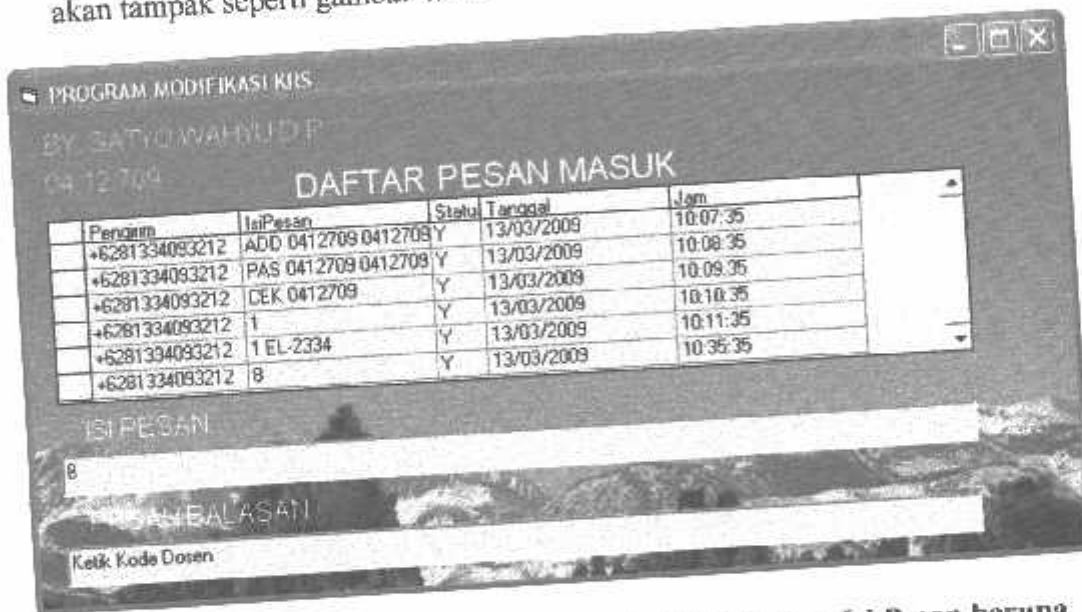 akan tampak seperti gambar
PROGRAM MODIFIKASI KRS
BY. SATYO WAHYU D.P
04.12.709
DAFTAR PESAN MASUK
Pengirim IsiPesan Status Tanggal Jam
+6281334093212 ADD 0412709 0412709 Y 13/03/2009 10:07:35
+6281334093212 PAS 0412709 0412709 Y 13/03/2009 10:08:35
+6281334093212 CEK 0412709 Y 13/03/2009 10:09:35
+6281334093212 1 Y 13/03/2009 10:10:35
+6281334093212 1 EL-2334 Y 13/03/2009 10:11:35
+6281334093212 8 Y 13/03/2009 10:35:35
ISI PESAN
8
PESAN BALASAN
Ketik Kode Dosen
Pesan berupa